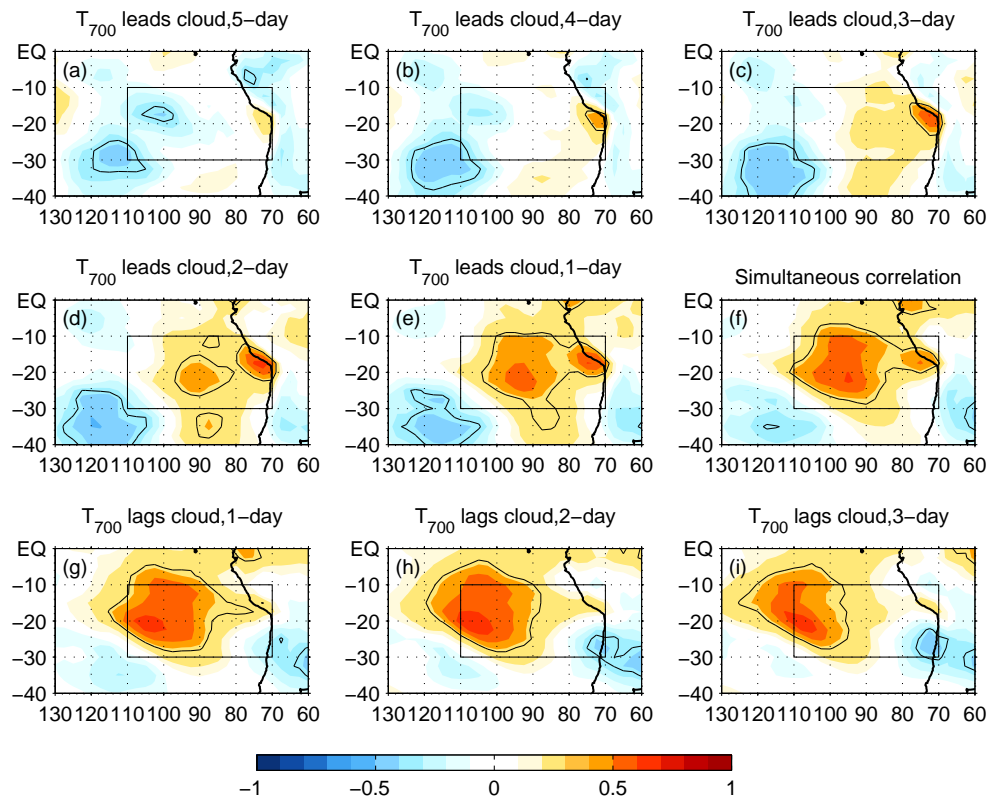 T700 leads cloud,5−day T700 leads cloud,4−day T700 leads cloud,3−day
EQ (a) EQ (b) EQ (c)
−10 −10 −10
−20 −20 −20
−30 −30 −30
−40 −40 −40
130 120 110 100 90 80 70 60 130 120 110 100 90 80 70 60 130 120 110 100 90 80 70 60
T700 leads cloud,2−day T700 leads cloud,1−day Simultaneous correlation
EQ (d) EQ (e) EQ (f)
−10 −10 −10
−20 −20 −20
−30 −30 −30
−40 −40 −40
130 120 110 100 90 80 70 60 130 120 110 100 90 80 70 60 130 120 110 100 90 80 70 60
T700 lags cloud,1−day T700 lags cloud,2−day T700 lags cloud,3−day
EQ (g) EQ (h) EQ (i)
−10 −10 −10
−20 −20 −20
−30 −30 −30
−40 −40 −40
130 120 110 100 90 80 70 60 130 120 110 100 90 80 70 60 130 120 110 100 90 80 70 60
−1 −0.5 0 0.5 1